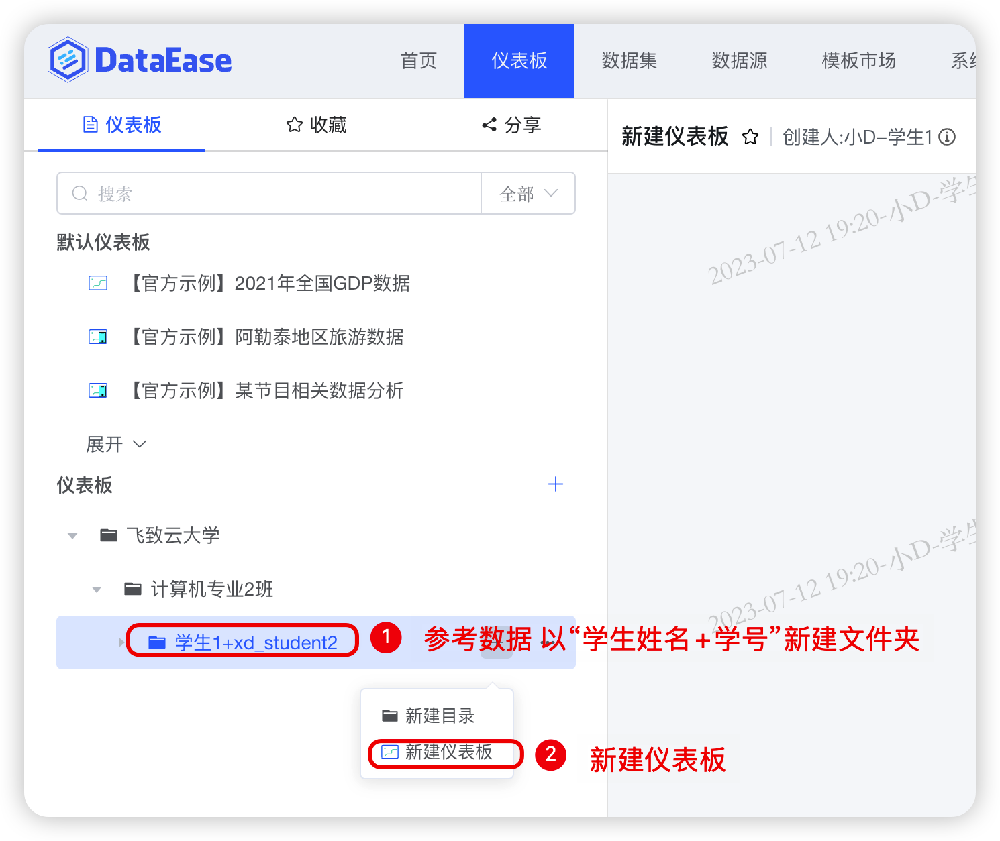 DataEase
首页 仪表板 数据集 数据源 模板市场 系
仪表板 收藏 分享
新建仪表板 创建人:小D-学生1
搜索 全部
默认仪表板
【官方示例】2021年全国GDP数据
【官方示例】阿勒泰地区旅游数据
【官方示例】某节目相关数据分析
展开
仪表板
飞致云大学
计算机专业2班
学生1+xd_student2
1 参考数据 以“学生姓名+学号”新建文件夹
新建目录
新建仪表板
2 新建仪表板
2023-07-12 19:20-小D-学
2023-07-12 19:20-小D-学